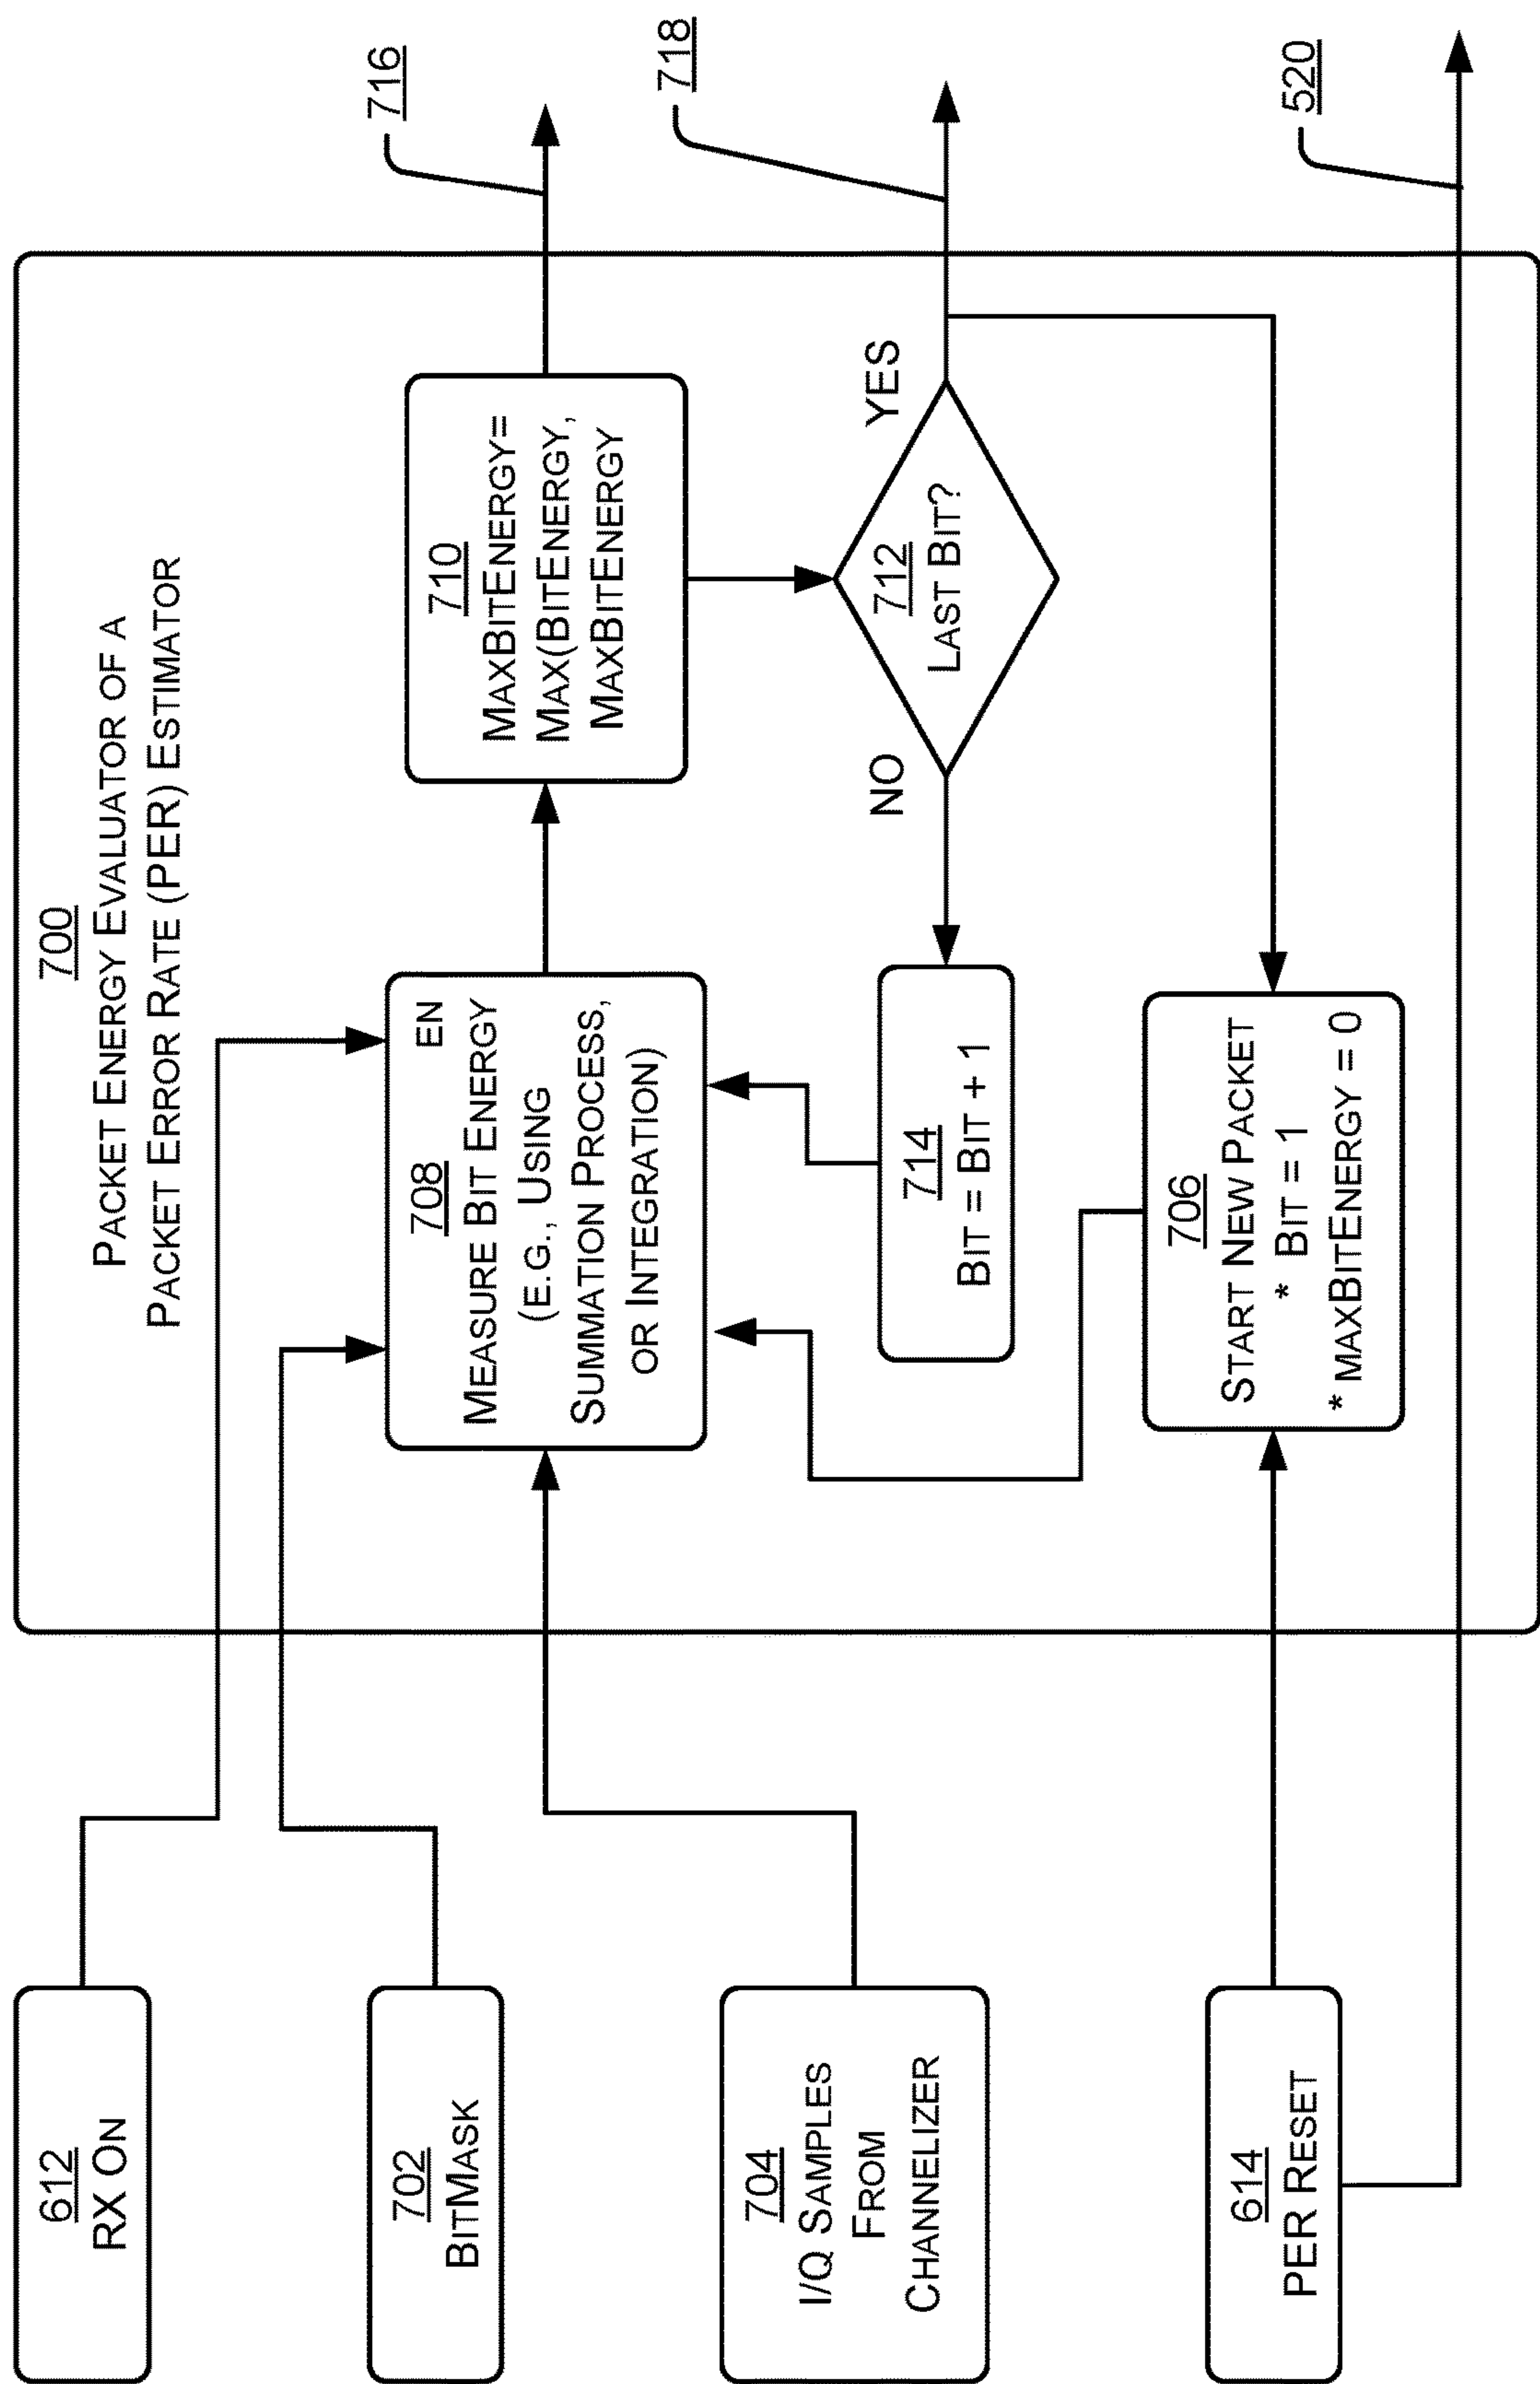 700
PACKET ENERGY EVALUATOR OF A
PACKET ERROR RATE (PER) ESTIMATOR
612
RX ON
702
BITMASK
704
I/Q SAMPLES
FROM
CHANNELIZER
614
PER RESET
708
EN
MEASURE BIT ENERGY
(E.G., USING
SUMMATION PROCESS,
OR INTEGRATION)
710
MAXBITENERGY=
MAX(BITENERGY,
MAXBITENERGY
712
LAST BIT?
NO
YES
714
BIT = BIT + 1
706
START NEW PACKET
* BIT = 1
* MAXBITENERGY = 0
716
718
520